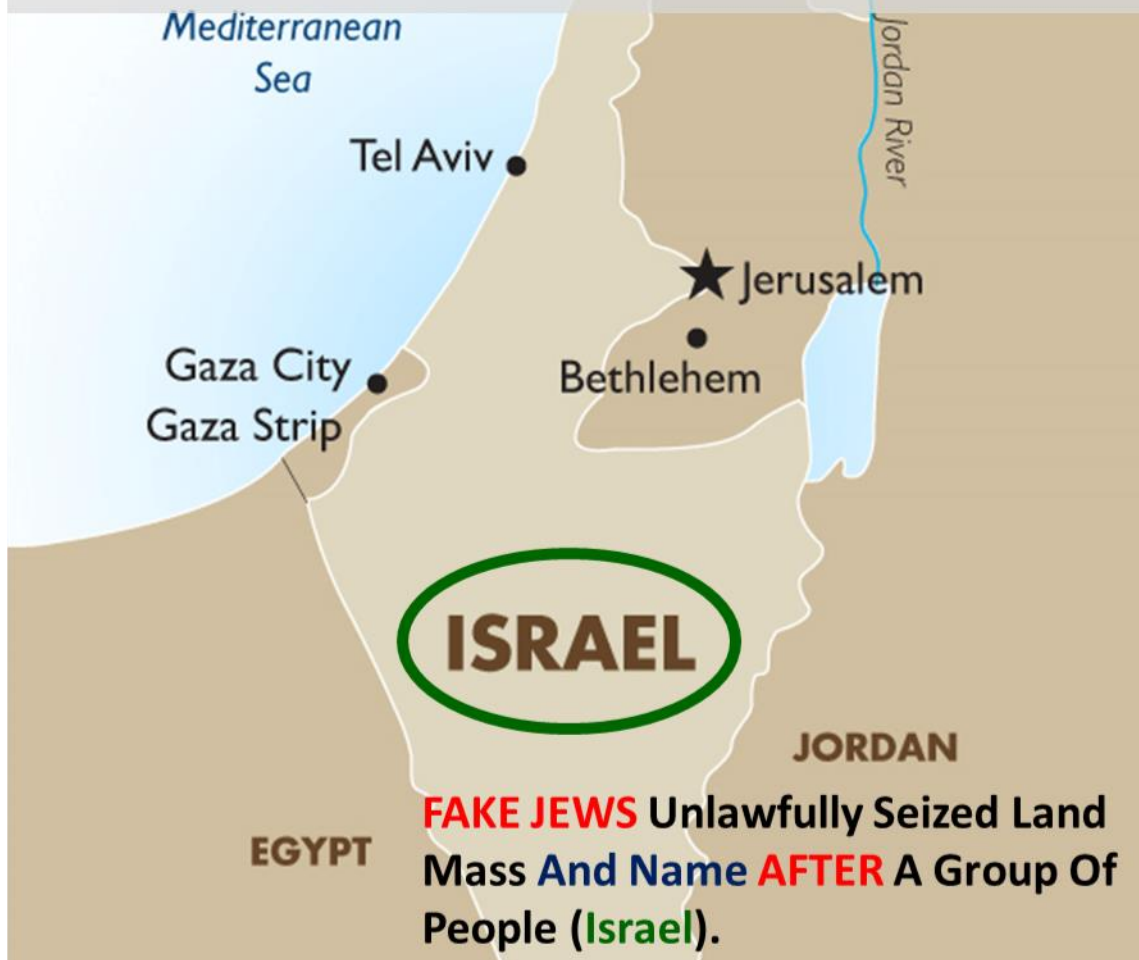 Mediterranean
Sea
Jordan River
Tel Aviv
Jerusalem
Gaza City
Bethlehem
Gaza Strip
ISRAEL
JORDAN
FAKE JEWS Unlawfully Seized Land
EGYPT
Mass And Name AFTER A Group Of
People (Israel).